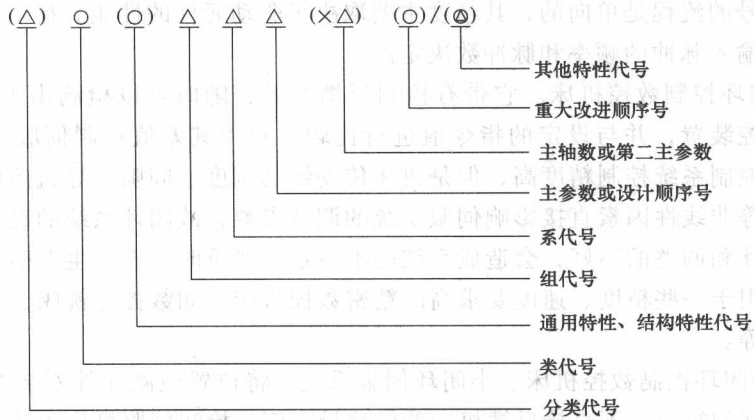 (△) ○ (○) △ △ △ (×△) (○)/(◎)
其他特性代号
重大改进顺序号
主轴数或第二主参数
主参数或设计顺序号
系代号
组代号
通用特性、结构特性代号
类代号
分类代号